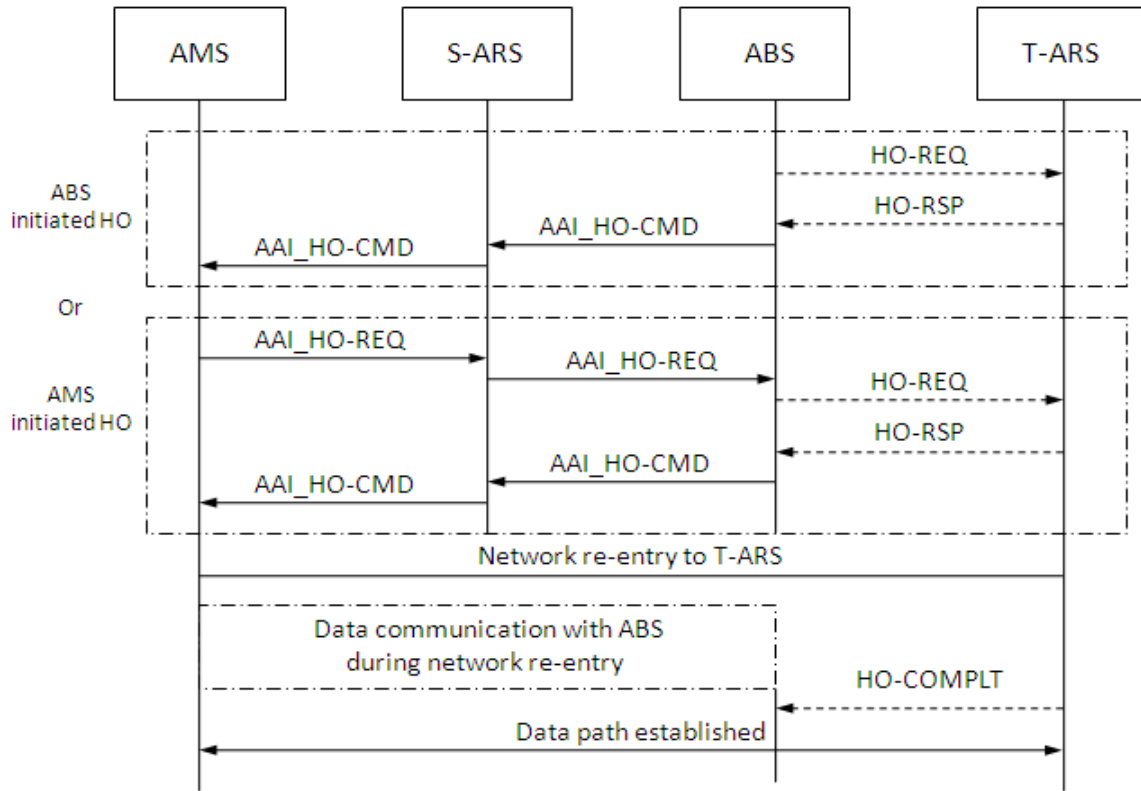 AMS
S-ARS
ABS
T-ARS
ABS
initiated HO
HO-REQ
HO-RSP
AAI_HO-CMD
AAI_HO-CMD
Or
AMS
initiated HO
AAI_HO-REQ
AAI_HO-REQ
HO-REQ
HO-RSP
AAI_HO-CMD
AAI_HO-CMD
Network re-entry to T-ARS
Data communication with ABS
during network re-entry
HO-COMPLT
Data path established